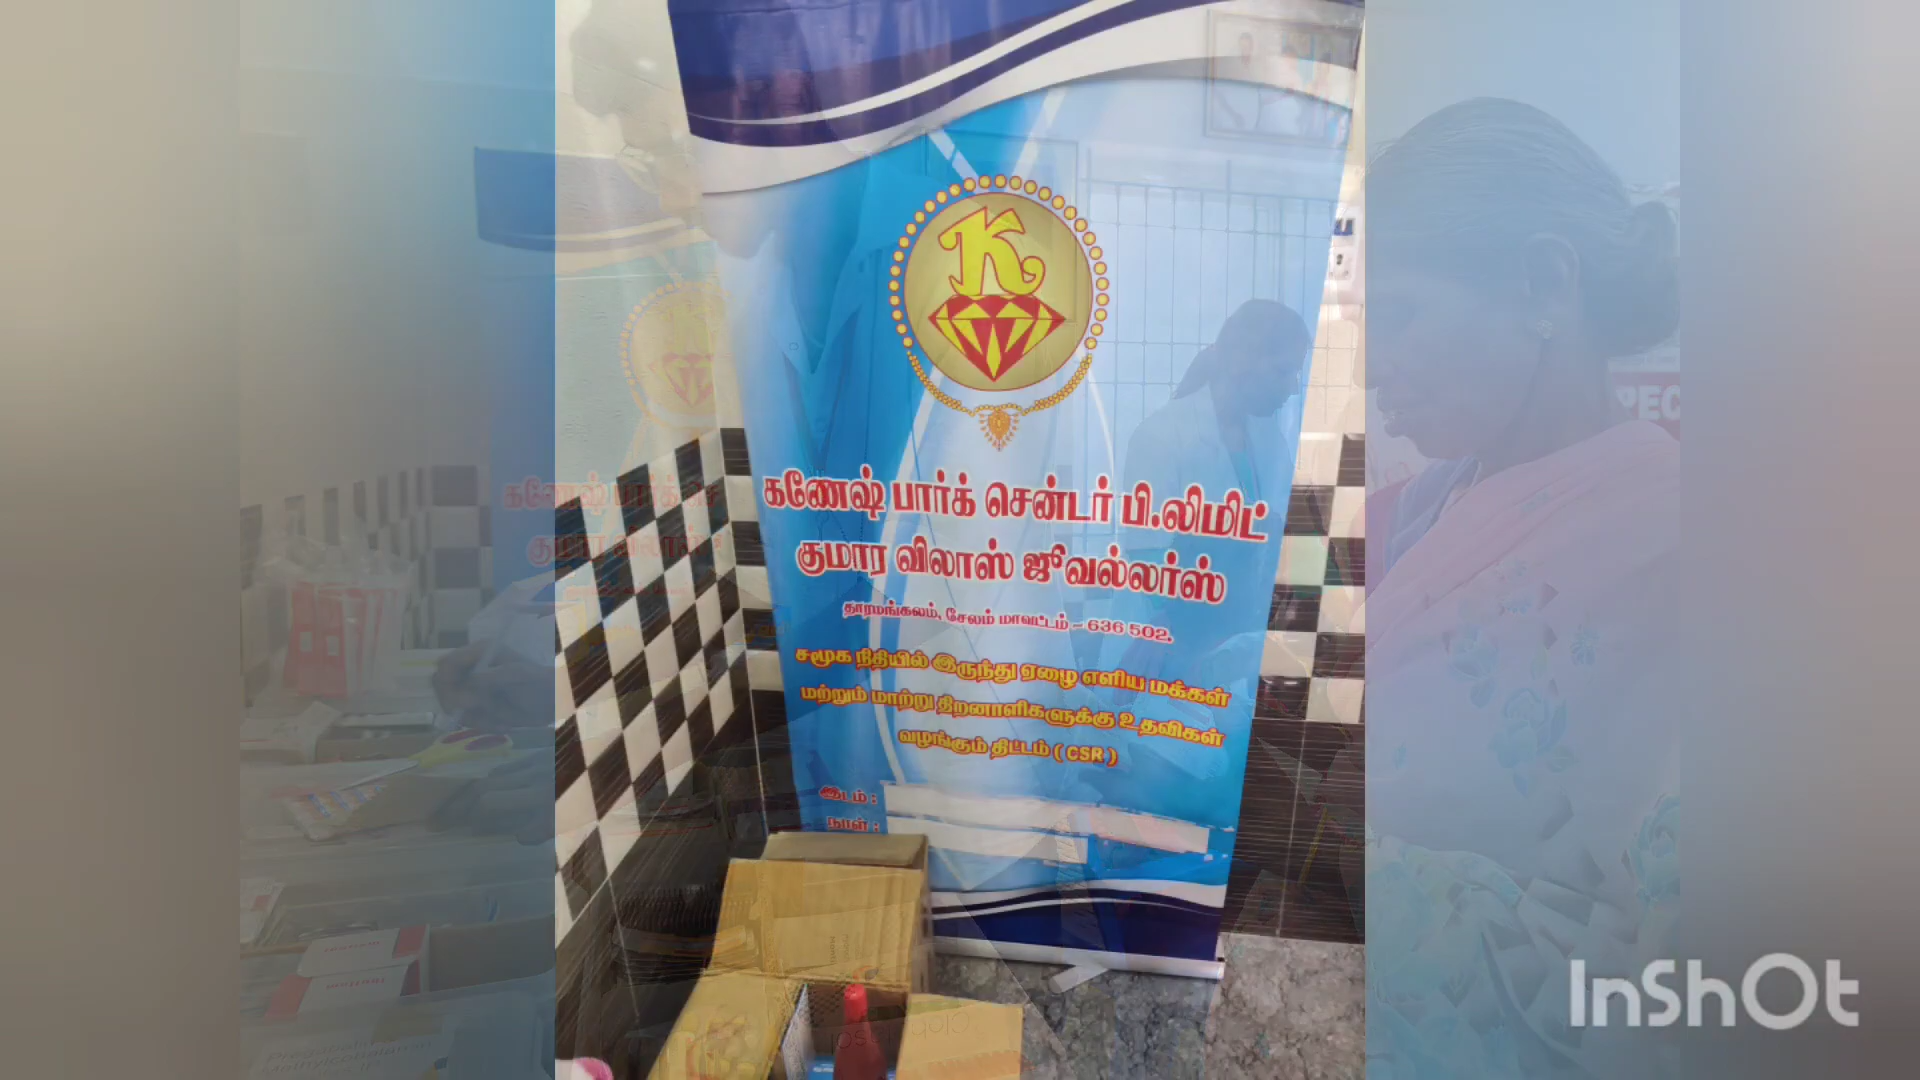 K
கணேஷ் பார்க் சென்டர் பி.லிமிட்
குமார விலாஸ் ஜுவல்லர்ஸ்
தாரமங்கலம், சேலம் மாவட்டம் - 636 502.
சமூக நிதியில் இருந்து ஏழை எளிய மக்கள்
மற்றும் மாற்று திறனாளிகளுக்கு உதவிகள்
வழங்கும் திட்டம் ( CSR )
இடம் :
நாள் :
InShOt